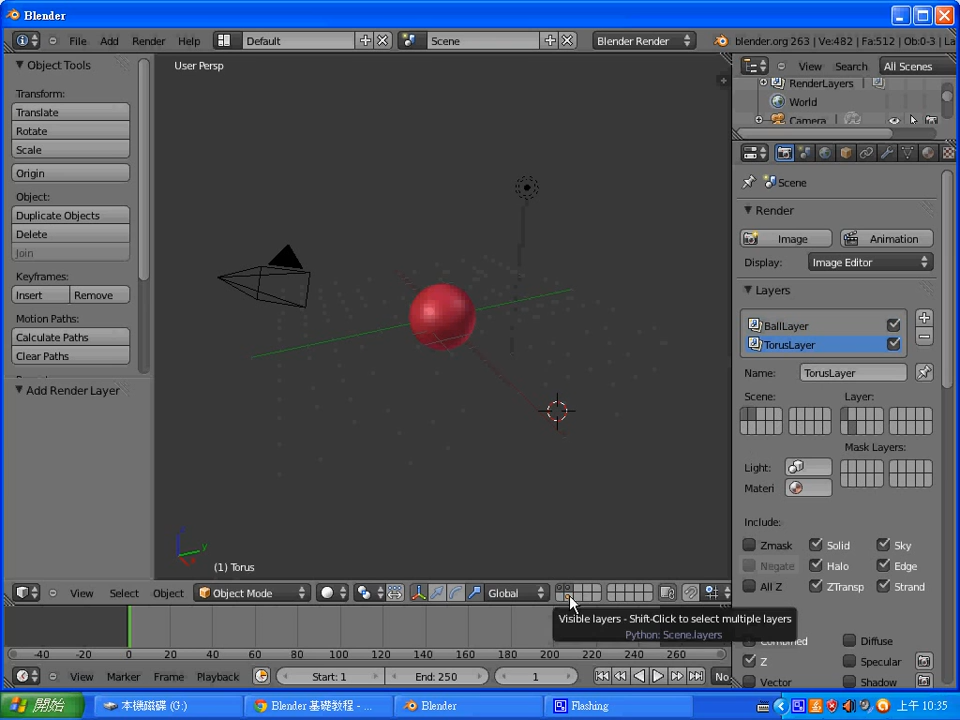 Blender
File Add Render Help Default Scene Blender Render blender.org 263 | Ve:482 | Fa:512 | Ob:0-3 | La
Object Tools
Transform:
Translate
Rotate
Scale
Origin
Object:
Duplicate Objects
Delete
Join
Keyframes:
Insert Remove
Motion Paths:
Calculate Paths
Clear Paths
Add Render Layer
User Persp
z
y
(1) Torus
View Select Object Object Mode Global
Visible layers - Shift-Click to select multiple layers
Python: Scene.layers
-40 -20 0 20 40 60 80 100 120 140 160 180 200 220 240 260
View Marker Frame Playback Start: 1 End: 250 1 No
View Search All Scenes
RenderLayers
World
Camera
Scene
Render
Image Animation
Display: Image Editor
Layers
BallLayer
TorusLayer
Name: TorusLayer
Scene: Layer:
Mask Layers:
Light:
Materi
Include:
Zmask Solid Sky
Negate Halo Edge
All Z ZTransp Strand
Combined Diffuse
Z Specular
Vector Shadow
開始 本機磁碟 (G:) Blender 基礎教程 - ... Blender Flashing 上午 10:35